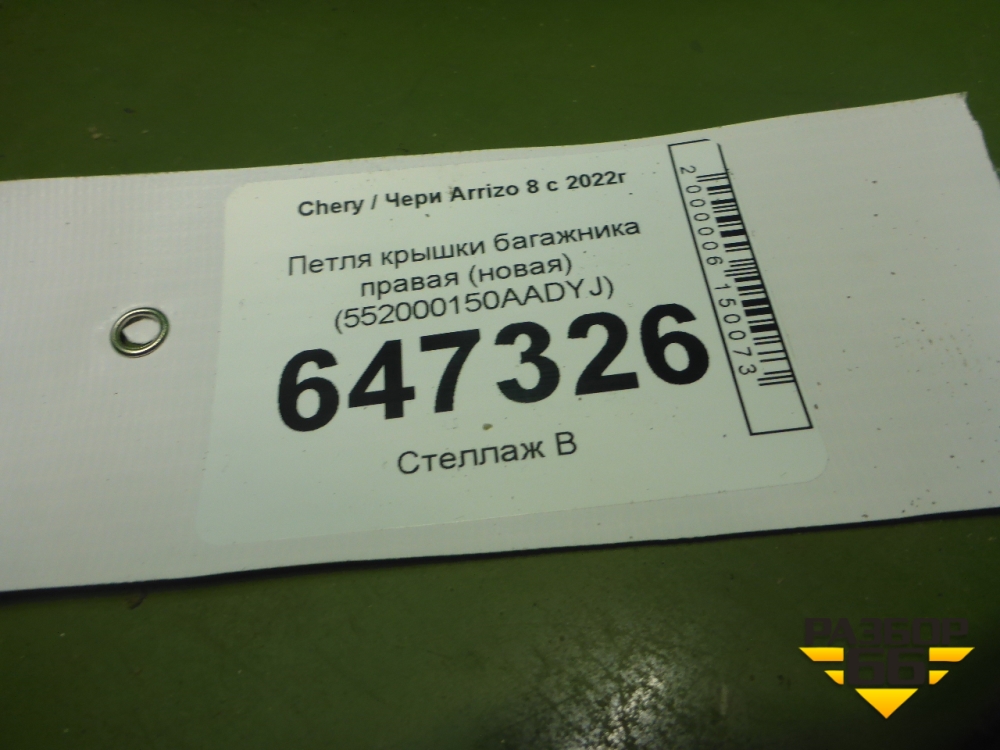 Chery / Чери Arrizo 8 с 2022г
Петля крышки багажника
правая (новая)
(552000150AADYJ)
647326
Стеллаж В
2000006150073
РАЗБОР
66